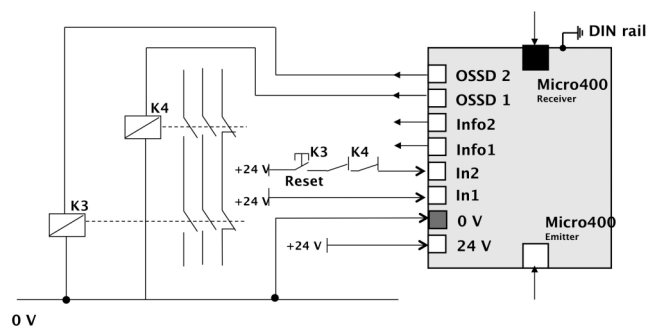 DIN rail
OSSD 2
Micro400
Receiver
K4
OSSD 1
Info2
K3 K4
Info1
+24 V
Reset
In2
+24 V
In1
K3
0 V
Micro400
Emitter
+24 V
24 V
0 V